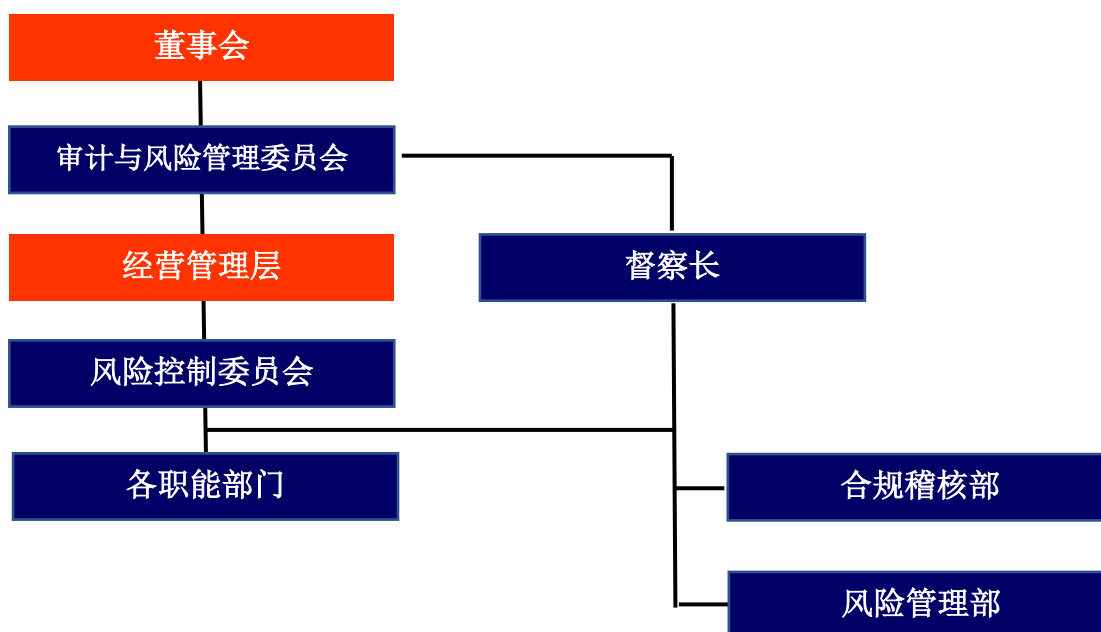 董事会
审计与风险管理委员会
经营管理层
督察长
风险控制委员会
各职能部门
合规稽核部
风险管理部